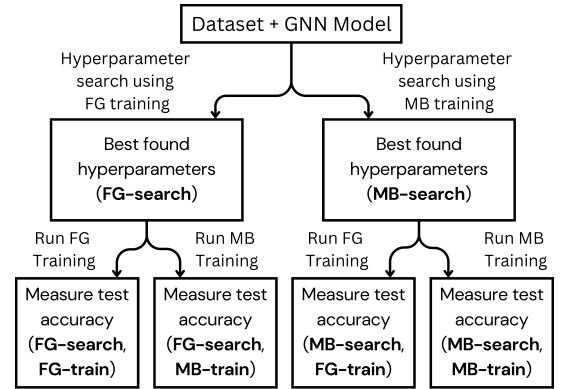 Dataset + GNN Model
Hyperparameter
search using
FG training
Hyperparameter
search using
MB training
Best found
hyperparameters
(FG-search)
Best found
hyperparameters
(MB-search)
Run FG
Training
Run MB
Training
Run FG
Training
Run MB
Training
Measure test
accuracy
(FG-search,
FG-train)
Measure test
accuracy
(FG-search,
MB-train)
Measure test
accuracy
(MB-search,
FG-train)
Measure test
accuracy
(MB-search,
MB-train)